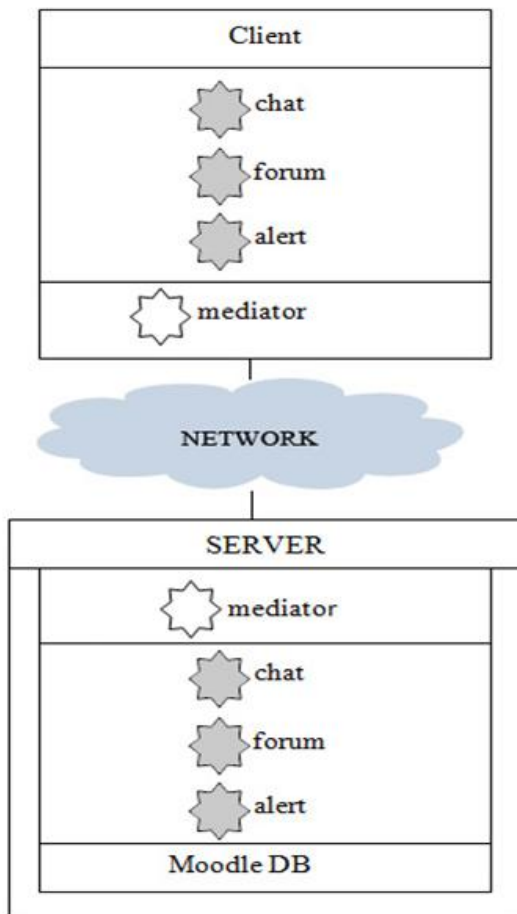 Client
chat
forum
alert
mediator
NETWORK
SERVER
mediator
chat
forum
alert
Moodle DB